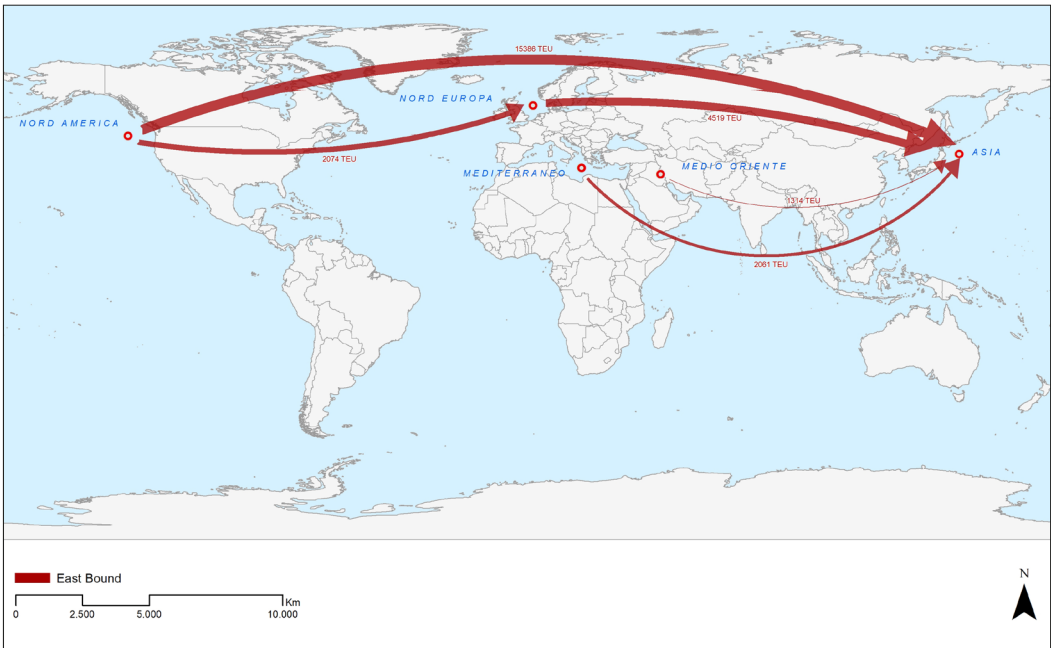 15386 TEU
NORD EUROPA
NORD AMERICA
4519 TEU
2074 TEU
ASIA
MEDITERRANEO
MEDIO ORIENTE
1314 TEU
2061 TEU
East Bound
Km
0
2.500
5.000
10.000
N